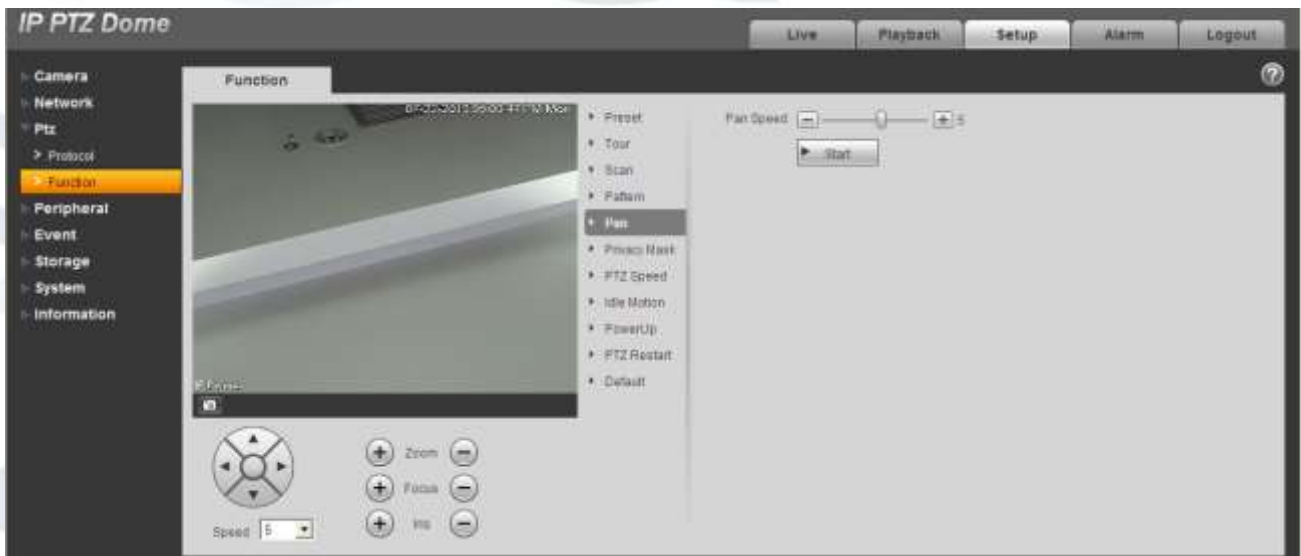 IP PTZ Dome
Live
Playback
Setup
Alarm
Logout
Camera
Network
Ptz
> Protocol
> Function
Peripheral
Event
Storage
System
Information
Function
Preset
Tour
Scan
Pattern
Pan
Privacy Mask
PTZ Speed
Idle Motion
PowerUp
PTZ Restart
Default
Pan Speed
5
Start
Zoom
Focus
Iris
Speed 5